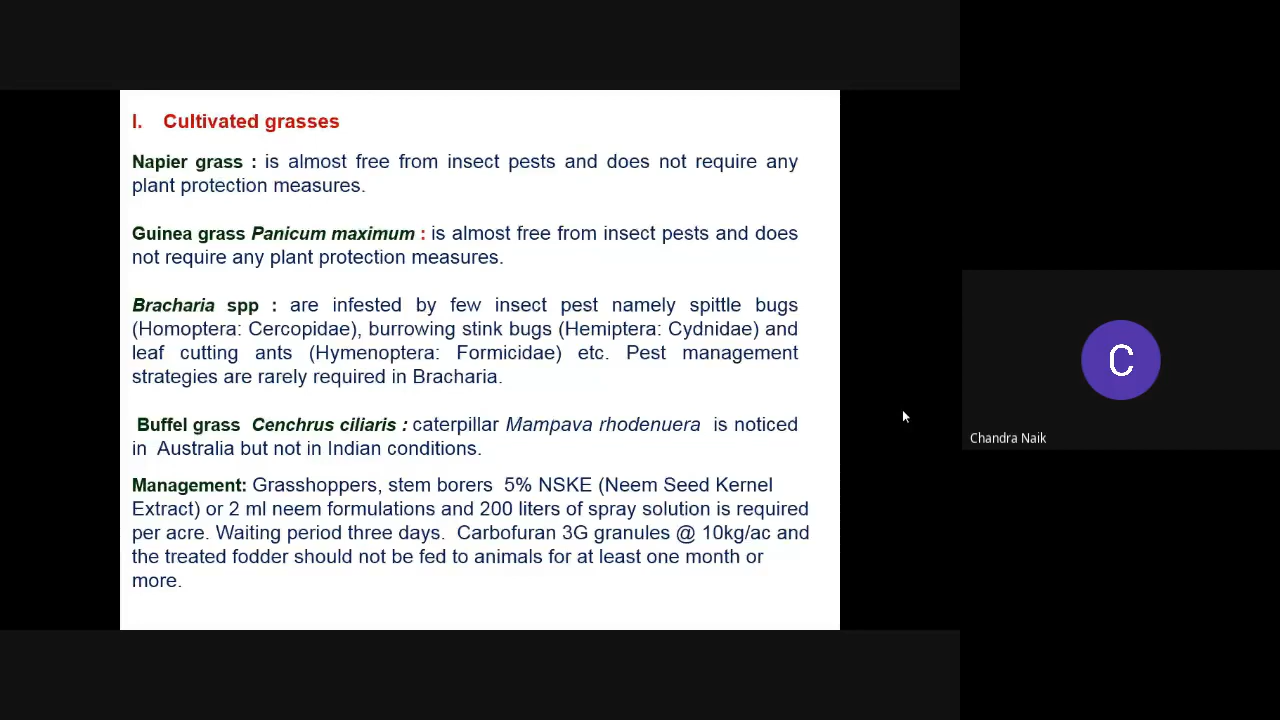 I. Cultivated grasses
Napier grass : is almost free from insect pests and does not require any
plant protection measures.
Guinea grass Panicum maximum : is almost free from insect pests and does
not require any plant protection measures.
Bracharia spp : are infested by few insect pest namely spittle bugs
(Homoptera: Cercopidae), burrowing stink bugs (Hemiptera: Cydnidae) and
leaf cutting ants (Hymenoptera: Formicidae) etc. Pest management
strategies are rarely required in Bracharia.
Buffel grass Cenchrus ciliaris : caterpillar Mampava rhodenuera is noticed
in Australia but not in Indian conditions.
Management: Grasshoppers, stem borers 5% NSKE (Neem Seed Kernel
Extract) or 2 ml neem formulations and 200 liters of spray solution is required
per acre. Waiting period three days. Carbofuran 3G granules @ 10kg/ac and
the treated fodder should not be fed to animals for at least one month or
more.
C
Chandra Naik